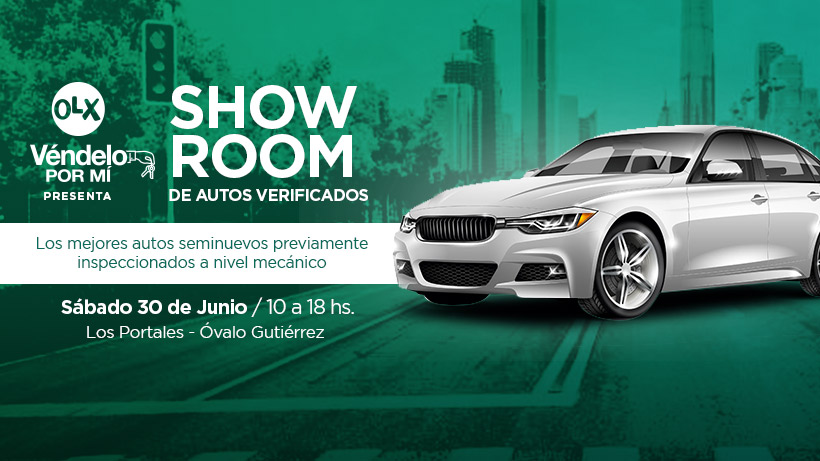 OLX
Véndelo
POR MÍ
PRESENTA
SHOW
ROOM
DE AUTOS VERIFICADOS
Los mejores autos seminuevos previamente
inspeccionados a nivel mecánico
Sábado 30 de Junio / 10 a 18 hs.
Los Portales - Óvalo Gutiérrez